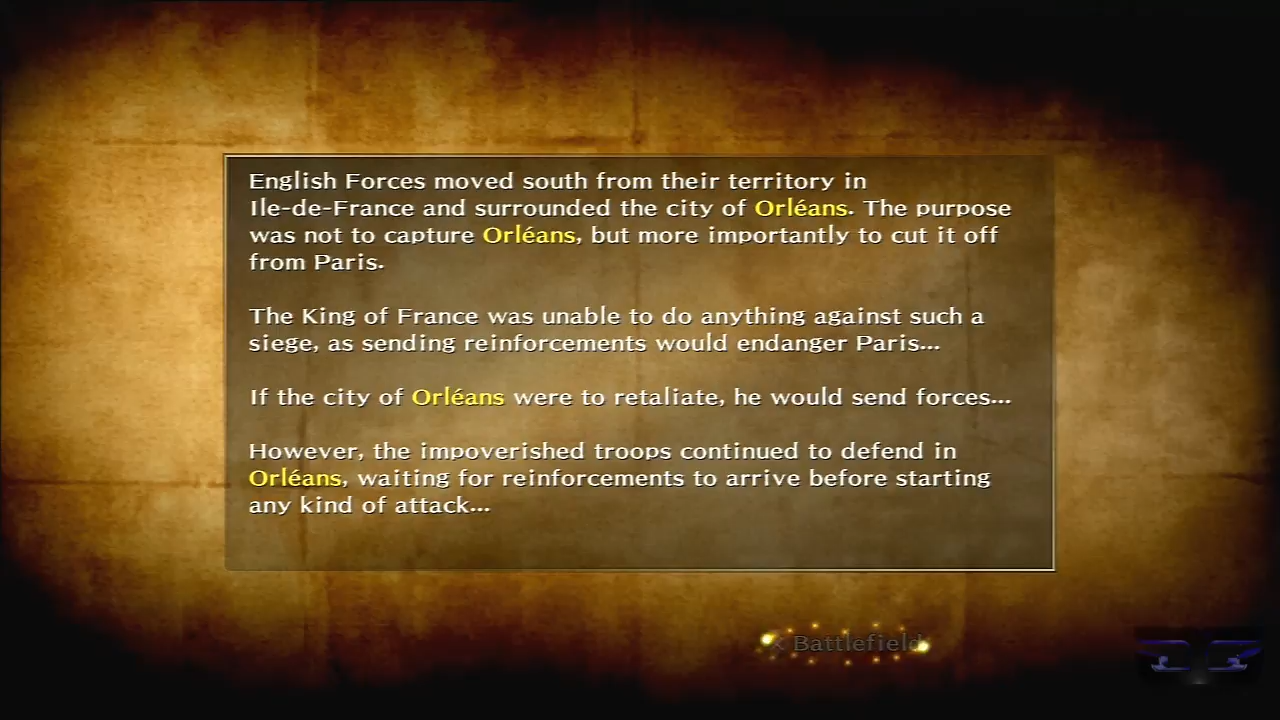 English Forces moved south from their territory in
Ile-de-France and surrounded the city of Orléans. The purpose
was not to capture Orléans, but more importantly to cut it off
from Paris.
The King of France was unable to do anything against such a
siege, as sending reinforcements would endanger Paris...
If the city of Orléans were to retaliate, he would send forces...
However, the impoverished troops continued to defend in
Orléans, waiting for reinforcements to arrive before starting
any kind of attack...
Battlefield